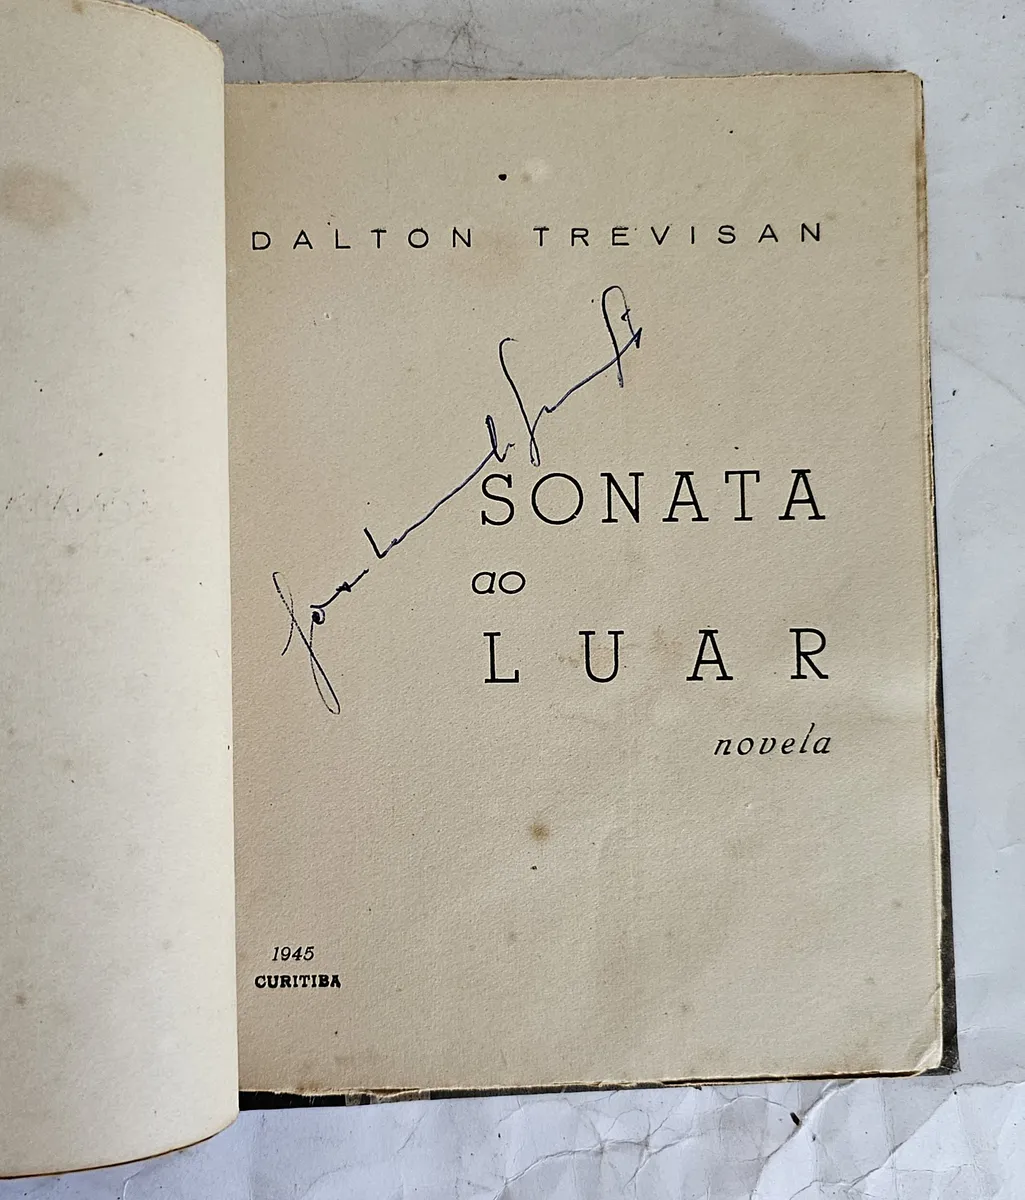 DALTON TREVISAN
SONATA
ao
LUAR
novela
1945
CURITIBA